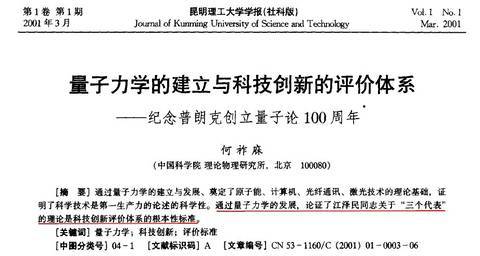 第1卷 第1期 昆明理工大学学报(社科版) Vol.1 No.1
2001年3月 Journal of Kunming University of Science and Technology Mar. 2001
量子力学的建立与科技创新的评价体系
——纪念普朗克创立量子论100周年*
何祚庥
(中国科学院 理论物理研究所，北京 100080)
[摘 要] 通过量子力学的建立与发展、奠定了原子能、计算机、光纤通讯、激光技术的理论基础，证
明了科学技术是第一生产力的论述的科学性。通过量子力学的发展，论证了江泽民同志关于“三个代表”
的理论是科技创新评价体系的根本性标准。
[关键词] 量子力学；科技创新；评价标准
[中图分类号] 04-1 [文献标识码] A [文章编号] CN 53-1160/C(2001)01-0003-06